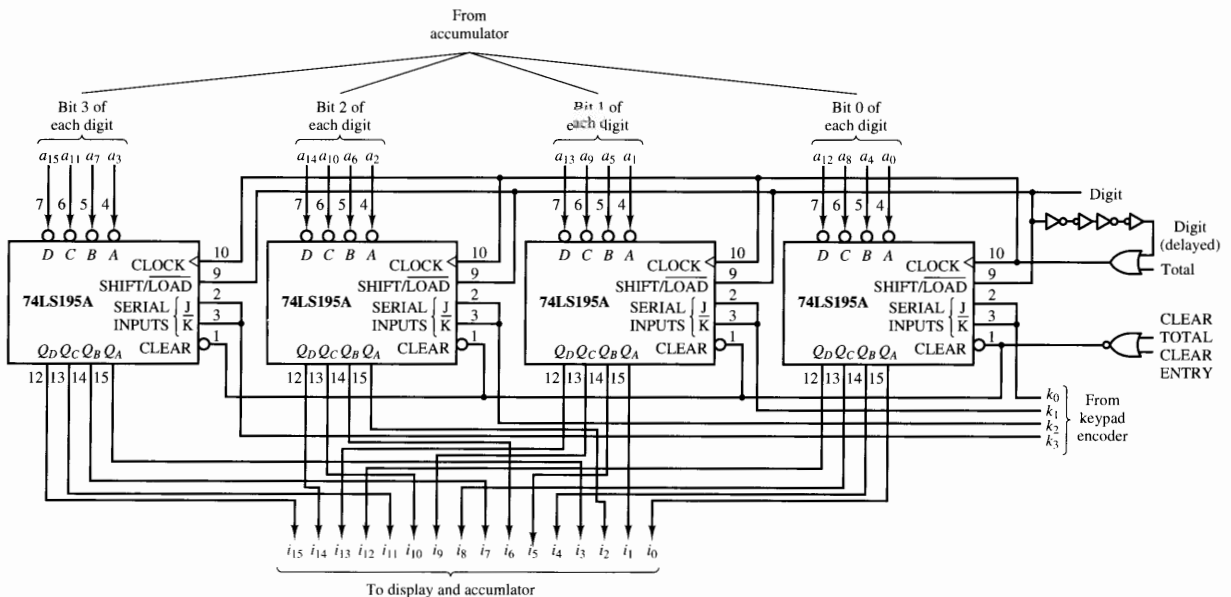 From
accumulator
Bit 3 of
each digit
Bit 2 of
each digit
Bit 1 of
each digit
Bit 0 of
each digit
a15 a11 a7 a3
a14 a10 a6 a2
a13 a9 a5 a1
a12 a8 a4 a0
7 6 5 4
7 6 5 4
7 6 5 4
7 6 5 4
Digit
Digit
(delayed)
Total
D C B A
CLOCK
10
SHIFT/LOAD
9
74LS195A
SERIAL
INPUTS
J
K
2
3
CLEAR
1
QD QC QB QA
12 13 14 15
D C B A
CLOCK
10
SHIFT/LOAD
9
74LS195A
SERIAL
INPUTS
J
K
2
3
CLEAR
1
QD QC QB QA
12 13 14 15
D C B A
CLOCK
10
SHIFT/LOAD
9
74LS195A
SERIAL
INPUTS
J
K
2
3
CLEAR
1
QD QC QB QA
12 13 14 15
D C B A
CLOCK
10
SHIFT/LOAD
9
74LS195A
SERIAL
INPUTS
J
K
2
3
CLEAR
1
QD QC QB QA
12 13 14 15
CLEAR
TOTAL
CLEAR
ENTRY
k0
k1
k2
k3
From
keypad
encoder
i15 i14 i13 i12 i11 i10 i9 i8 i7 i6 i5 i4 i3 i2 i1 i0
To display and accumlator